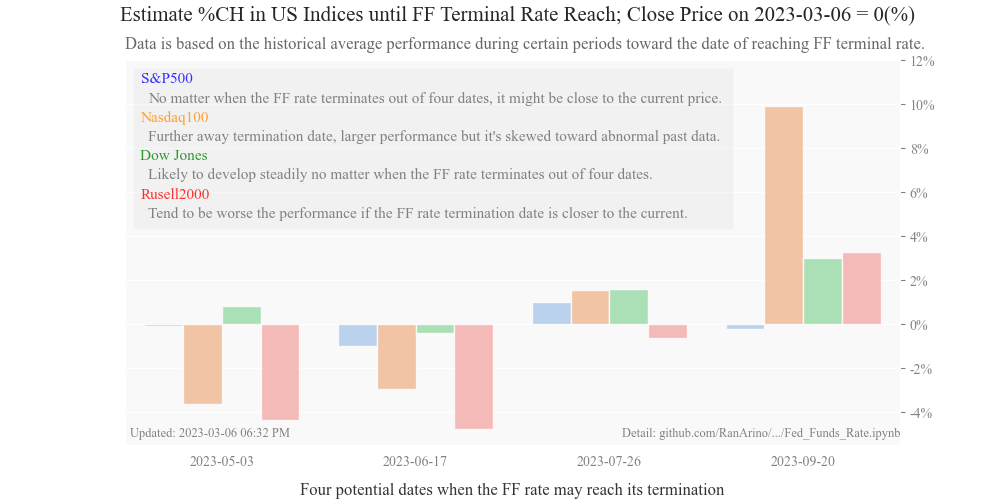 Estimate %CH in US Indices until FF Terminal Rate Reach; Close Price on 2023-03-06 = 0(%)
Data is based on the historical average performance during certain periods toward the date of reaching FF terminal rate.
S&P500
No matter when the FF rate terminates out of four dates, it might be close to the current price.
Nasdaq100
Further away termination date, larger performance but it's skewed toward abnormal past data.
Dow Jones
Likely to develop steadily no matter when the FF rate terminates out of four dates.
Rusell2000
Tend to be worse the performance if the FF rate termination date is closer to the current.
12%
10%
8%
6%
4%
2%
0%
-2%
-4%
Updated: 2023-03-06 06:32 PM
Detail: github.com/RanArino/.../Fed_Funds_Rate.ipynb
2023-05-03
2023-06-17
2023-07-26
2023-09-20
Four potential dates when the FF rate may reach its termination